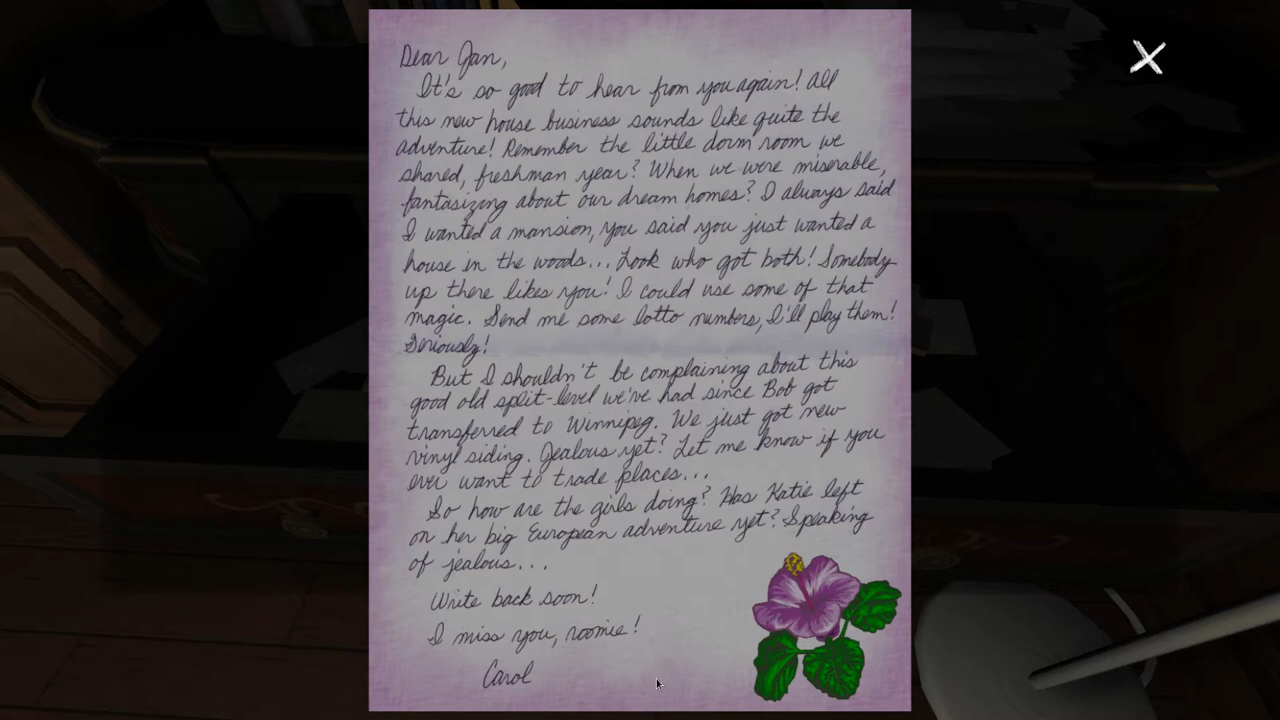 Dear Jan,
It's so good to hear from you again! All
this new house business sounds like quite the
adventure! Remember the little dorm room we
shared, freshman year? When we were miserable,
fantasizing about our dream homes? I always said
I wanted a mansion, you said you just wanted a
house in the woods... Look who got both! Somebody
up there likes you! I could use some of that
magic. Send me some lotto numbers, I'll play them!
Seriously!
But I shouldn't be complaining about this
good old split-level we've had since Bob got
transferred to Winnipeg. We just got new
vinyl siding. Jealous yet? Let me know if you
ever want to trade places...
So how are the girls doing? Has Katie left
on her big European adventure yet? Speaking
of jealous...
Write back soon!
I miss you, roomie!
Carol